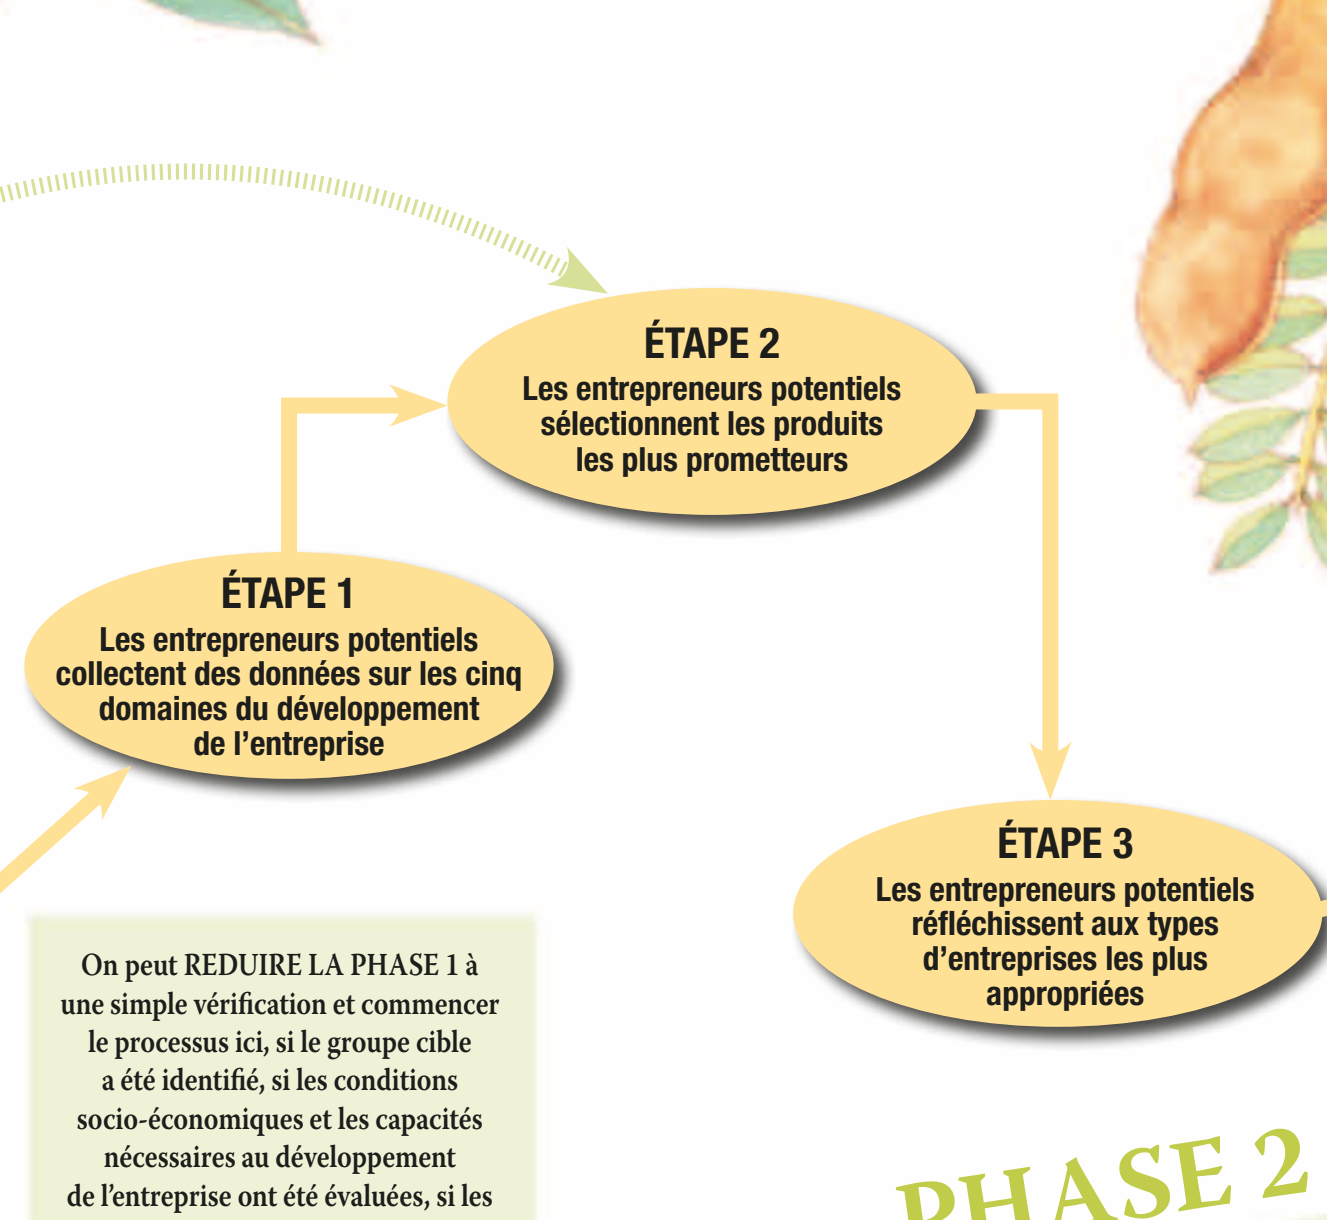 ÉTAPE 2
Les entrepreneurs potentiels
sélectionnent les produits
les plus prometteurs
ÉTAPE 1
Les entrepreneurs potentiels
collectent des données sur les cinq
domaines du développement
de l’entreprise
ÉTAPE 3
Les entrepreneurs potentiels
réfléchissent aux types
d’entreprises les plus
appropriées
On peut REDUIRE LA PHASE 1 à
une simple vérification et commencer
le processus ici, si le groupe cible
a été identifié, si les conditions
socio-économiques et les capacités
nécessaires au développement
de l’entreprise ont été évaluées, si les
PHASE 2